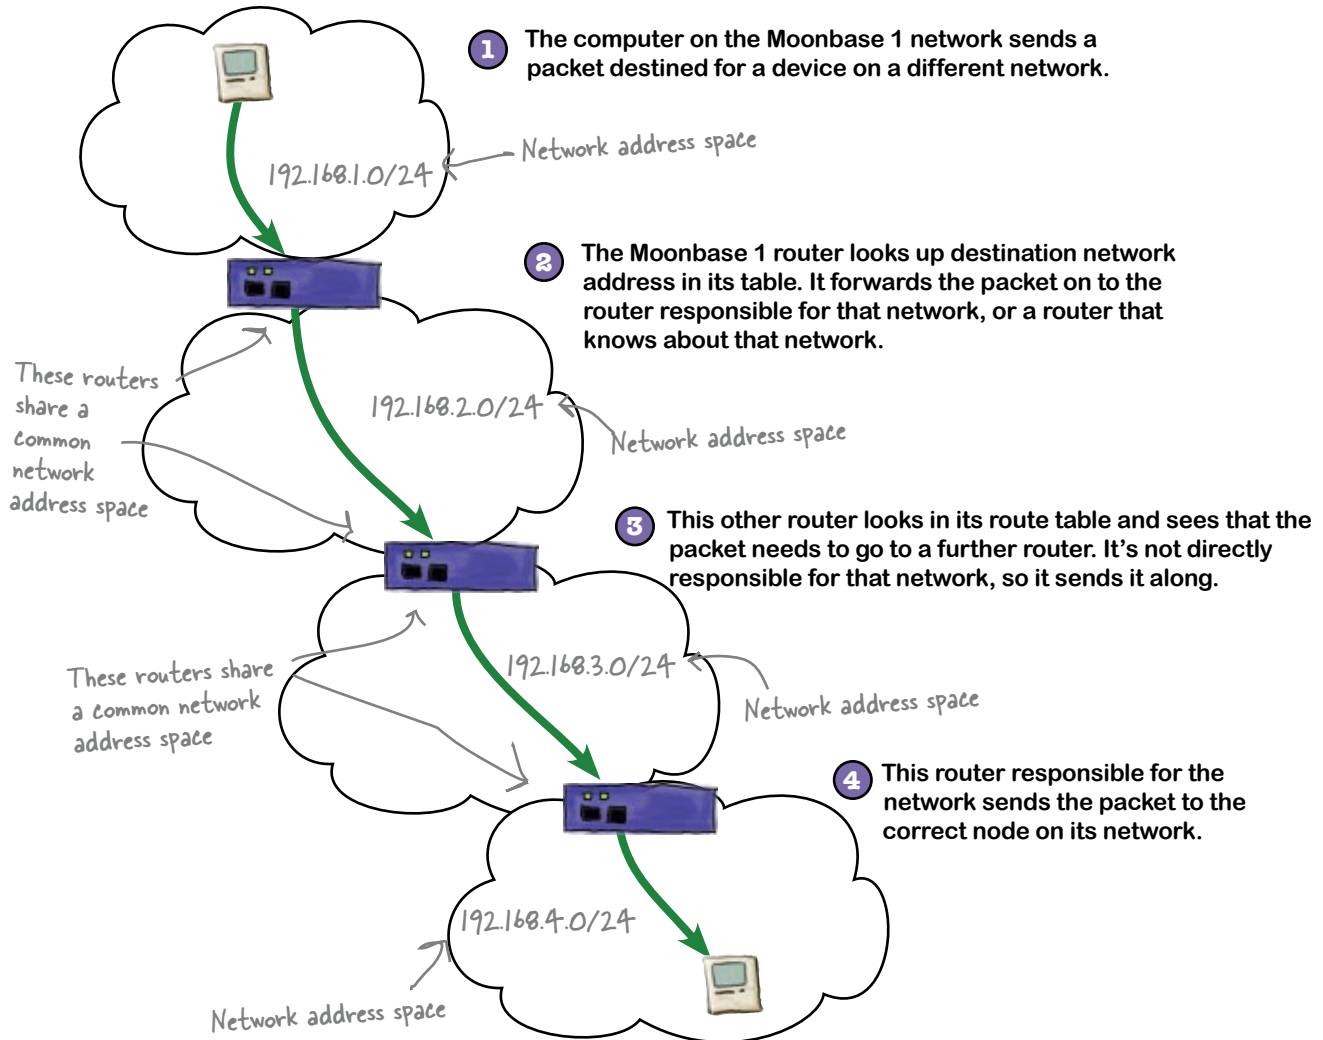 1
The computer on the Moonbase 1 network sends a
packet destined for a device on a different network.
Network address space
192.168.1.0/24
2
The Moonbase 1 router looks up destination network
address in its table. It forwards the packet on to the
router responsible for that network, or a router that
knows about that network.
These routers
share a
common
network
address space
192.168.2.0/24
Network address space
3
This other router looks in its route table and sees that the
packet needs to go to a further router. It's not directly
responsible for that network, so it sends it along.
These routers share
a common network
address space
192.168.3.0/24
Network address space
4
This router responsible for the
network sends the packet to the
correct node on its network.
192.168.4.0/24
Network address space